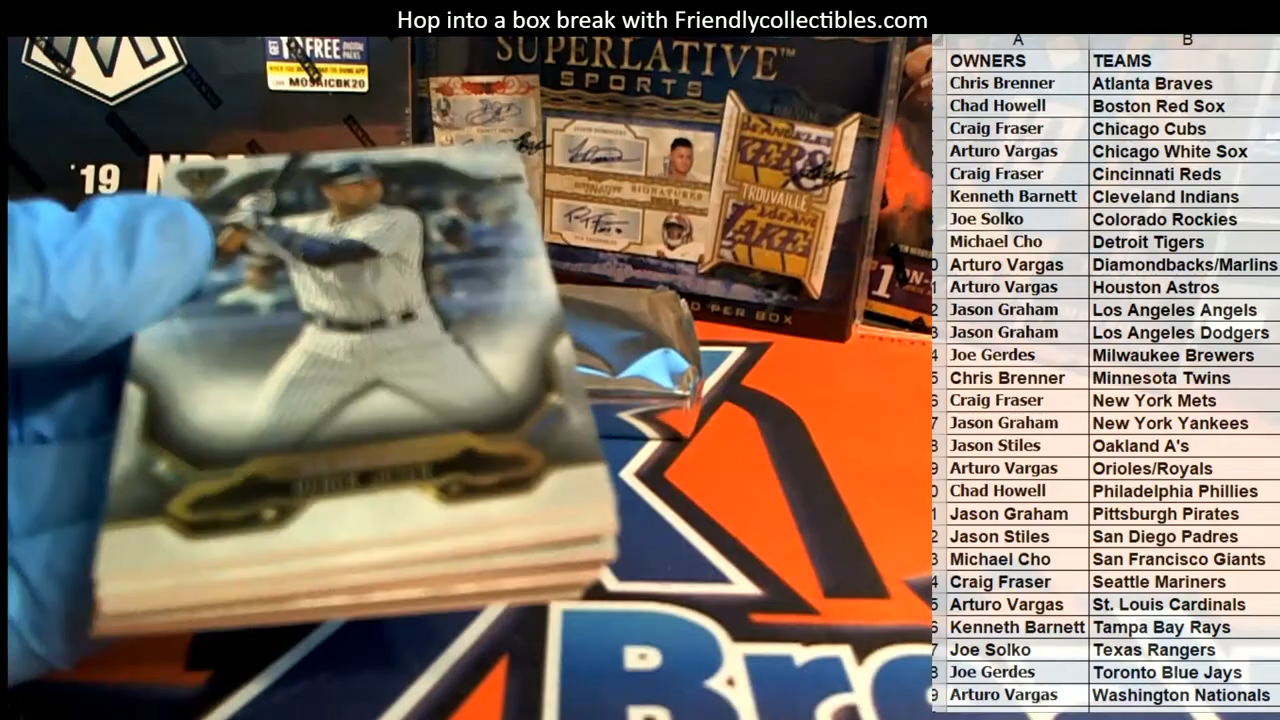 Hop into a box break with Friendlycollectibles.com
FREE
MOSAICBK20
'19
SUPERLATIVE™
SPORTS
SIGNATURES
TROUVAILLE
PER BOX
1
Bre
A B
OWNERS TEAMS
Chris Brenner Atlanta Braves
Chad Howell Boston Red Sox
Craig Fraser Chicago Cubs
Arturo Vargas Chicago White Sox
Craig Fraser Cincinnati Reds
Kenneth Barnett Cleveland Indians
Joe Solko Colorado Rockies
Michael Cho Detroit Tigers
Arturo Vargas Diamondbacks/Marlins
Arturo Vargas Houston Astros
Jason Graham Los Angeles Angels
Jason Graham Los Angeles Dodgers
Joe Gerdes Milwaukee Brewers
Chris Brenner Minnesota Twins
Craig Fraser New York Mets
Jason Graham New York Yankees
Jason Stiles Oakland A's
Arturo Vargas Orioles/Royals
Chad Howell Philadelphia Phillies
Jason Graham Pittsburgh Pirates
Jason Stiles San Diego Padres
Michael Cho San Francisco Giants
Craig Fraser Seattle Mariners
Arturo Vargas St. Louis Cardinals
Kenneth Barnett Tampa Bay Rays
Joe Solko Texas Rangers
Joe Gerdes Toronto Blue Jays
Arturo Vargas Washington Nationals